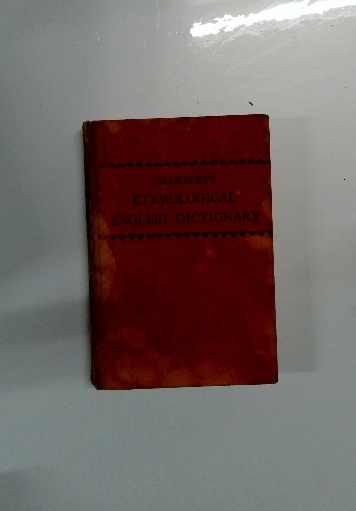 CHAMBERS'S
ETYMOLOGICAL
ENGLISH DICTIONARY